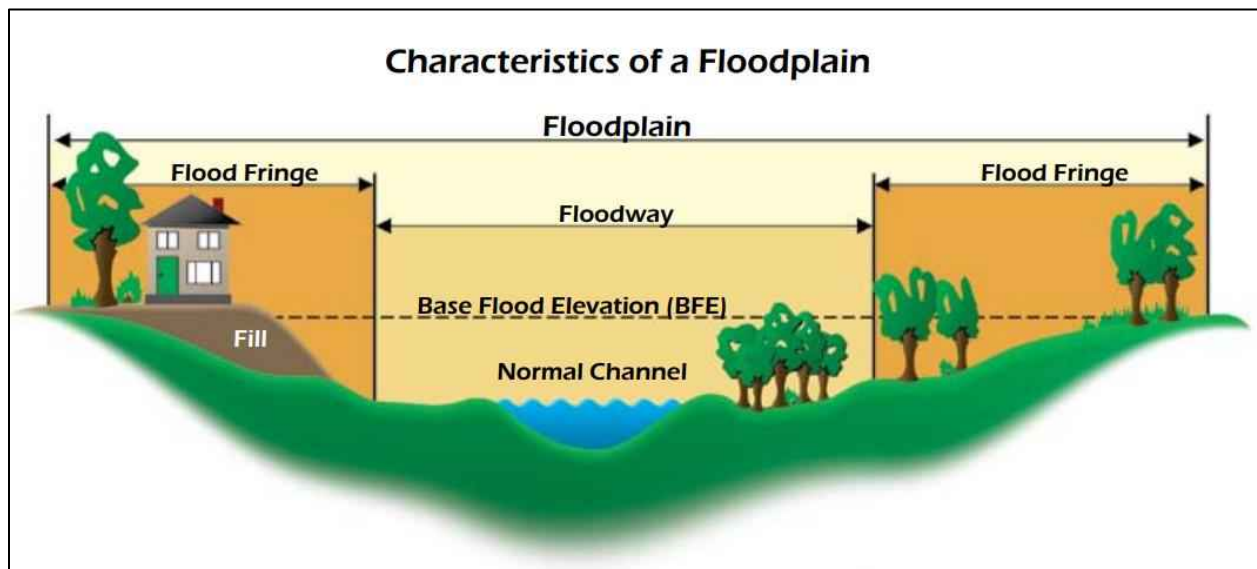 Characteristics of a Floodplain
Floodplain
Flood Fringe
Flood Fringe
Floodway
Base Flood Elevation (BFE)
Fill
Normal Channel